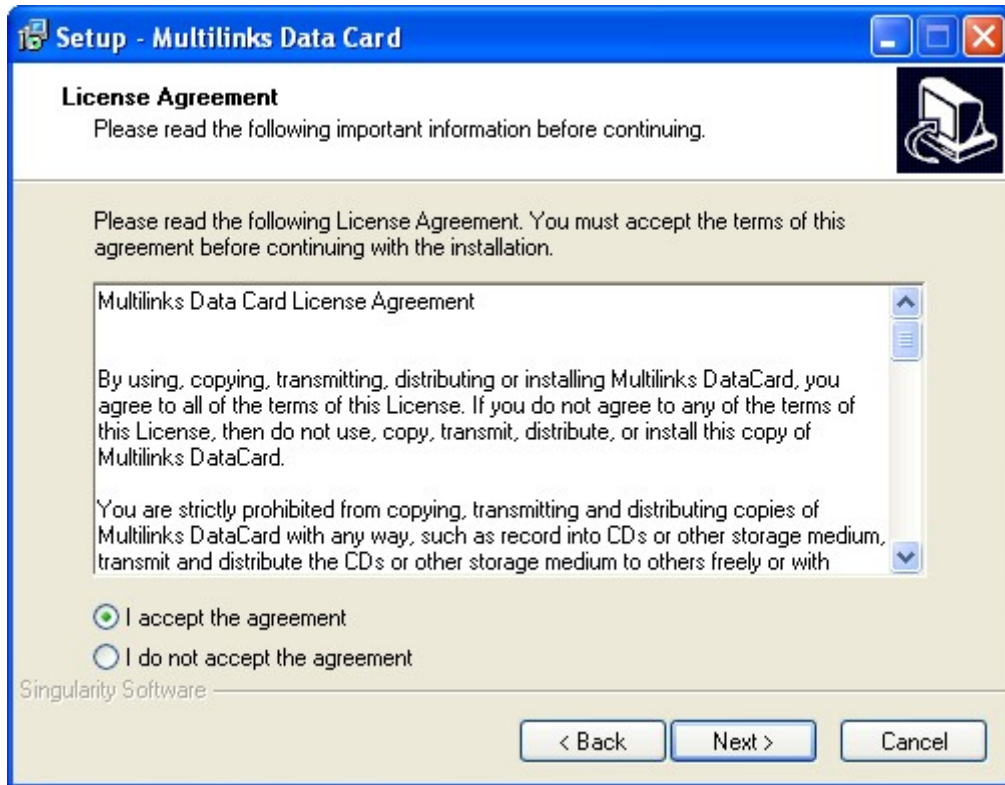 Setup - Multilinks Data Card
License Agreement
Please read the following important information before continuing.
Please read the following License Agreement. You must accept the terms of this
agreement before continuing with the installation.
Multilinks Data Card License Agreement
By using, copying, transmitting, distributing or installing Multilinks DataCard, you
agree to all of the terms of this License. If you do not agree to any of the terms of
this License, then do not use, copy, transmit, distribute, or install this copy of
Multilinks DataCard.
You are strictly prohibited from copying, transmitting and distributing copies of
Multilinks DataCard with any way, such as record into CDs or other storage medium,
transmit and distribute the CDs or other storage medium to others freely or with
I accept the agreement
I do not accept the agreement
Singularity Software
< Back Next > Cancel